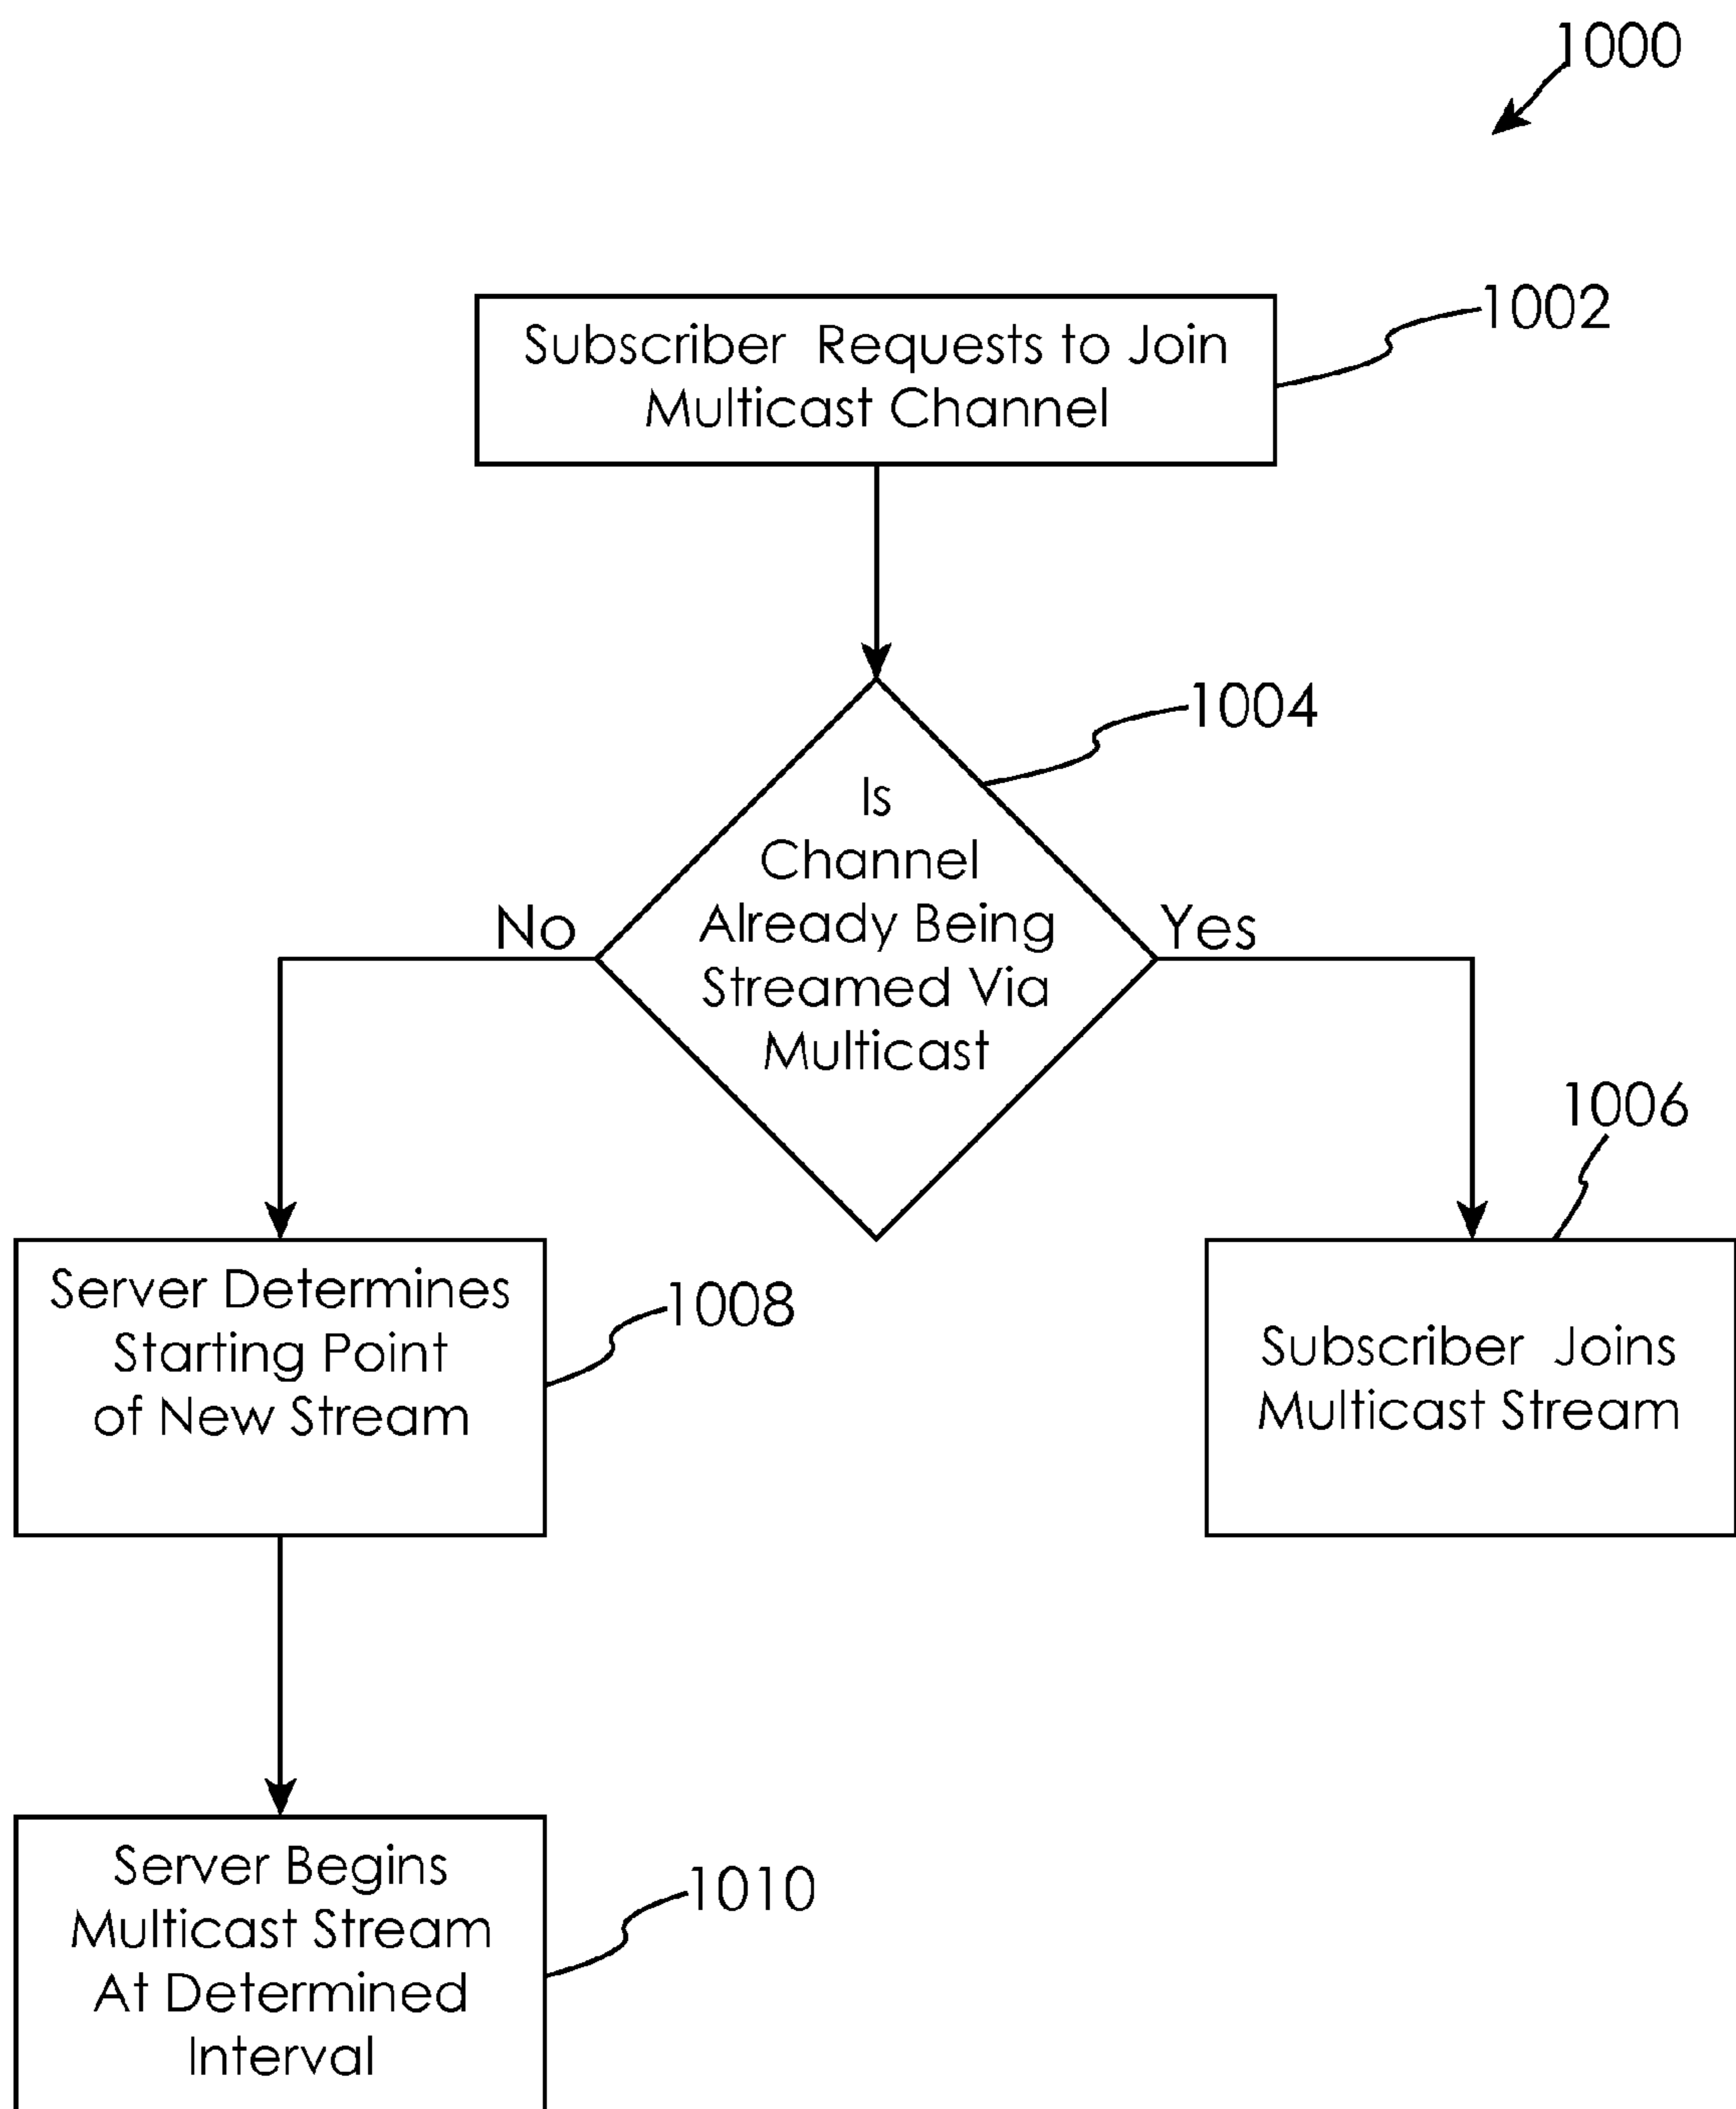 1000
Subscriber Requests to Join
Multicast Channel
1002
1004
Is
Channel
Already Being
Streamed Via
Multicast
No
Yes
1006
Server Determines
Starting Point
of New Stream
1008
Subscriber Joins
Multicast Stream
Server Begins
Multicast Stream
At Determined
Interval
1010